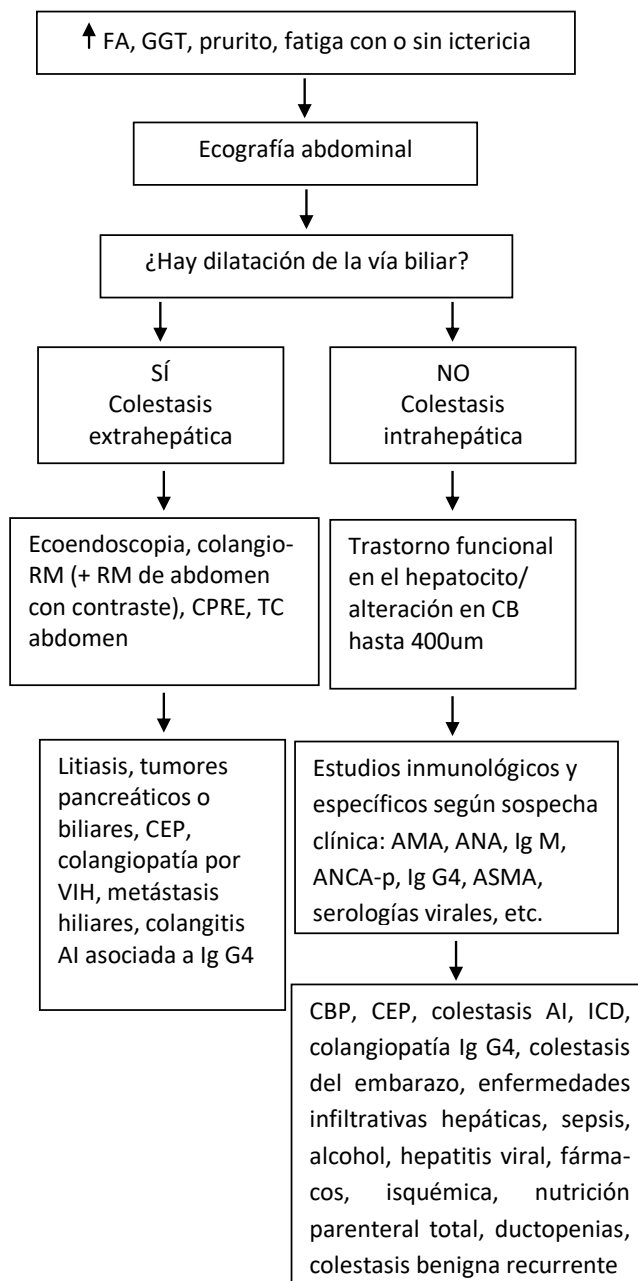 ↑ FA, GGT, prurito, fatiga con o sin ictericia
Ecografía abdominal
¿Hay dilatación de la vía biliar?
SÍ
Colestasis
extrahepática
NO
Colestasis
intrahepática
Ecoendoscopia, colangio-
RM (+ RM de abdomen
con contraste), CPRE, TC
abdomen
Trastorno funcional
en el hepatocito/
alteración en CB
hasta 400um
Litiasis, tumores
pancreáticos o
biliares, CEP,
colangiopatía por
VIH, metástasis
hiliares, colangitis
AI asociada a Ig G4
Estudios inmunológicos y
específicos según sospecha
clínica: AMA, ANA, Ig M,
ANCA-p, Ig G4, ASMA,
serologías virales, etc.
CBP, CEP, colestasis AI, ICD,
colangiopatía Ig G4, colestasis
del embarazo, enfermedades
infiltrativas hepáticas, sepsis,
alcohol, hepatitis viral, fárma-
cos, isquémica, nutrición
parenteral total, ductopenias,
colestasis benigna recurrente